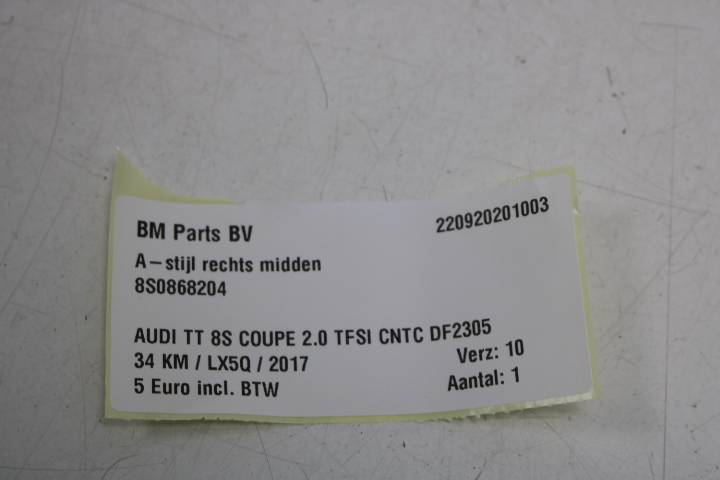 BM Parts BV
220920201003
A-stijl rechts midden
8S0868204
AUDI TT 8S COUPE 2.0 TFSI CNTC DF2305
34 KM / LX5Q / 2017
Verz: 10
5 Euro incl. BTW
Aantal: 1